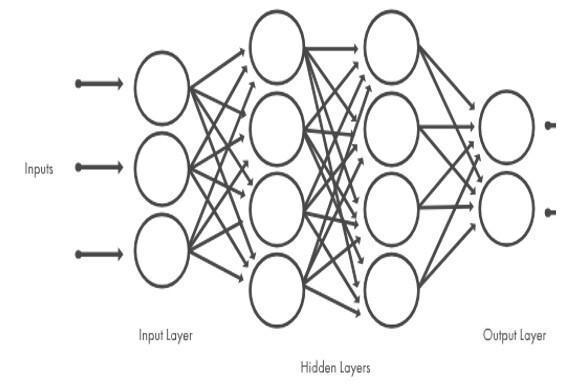 Inputs
Input Layer
Output Layer
Hidden Layers